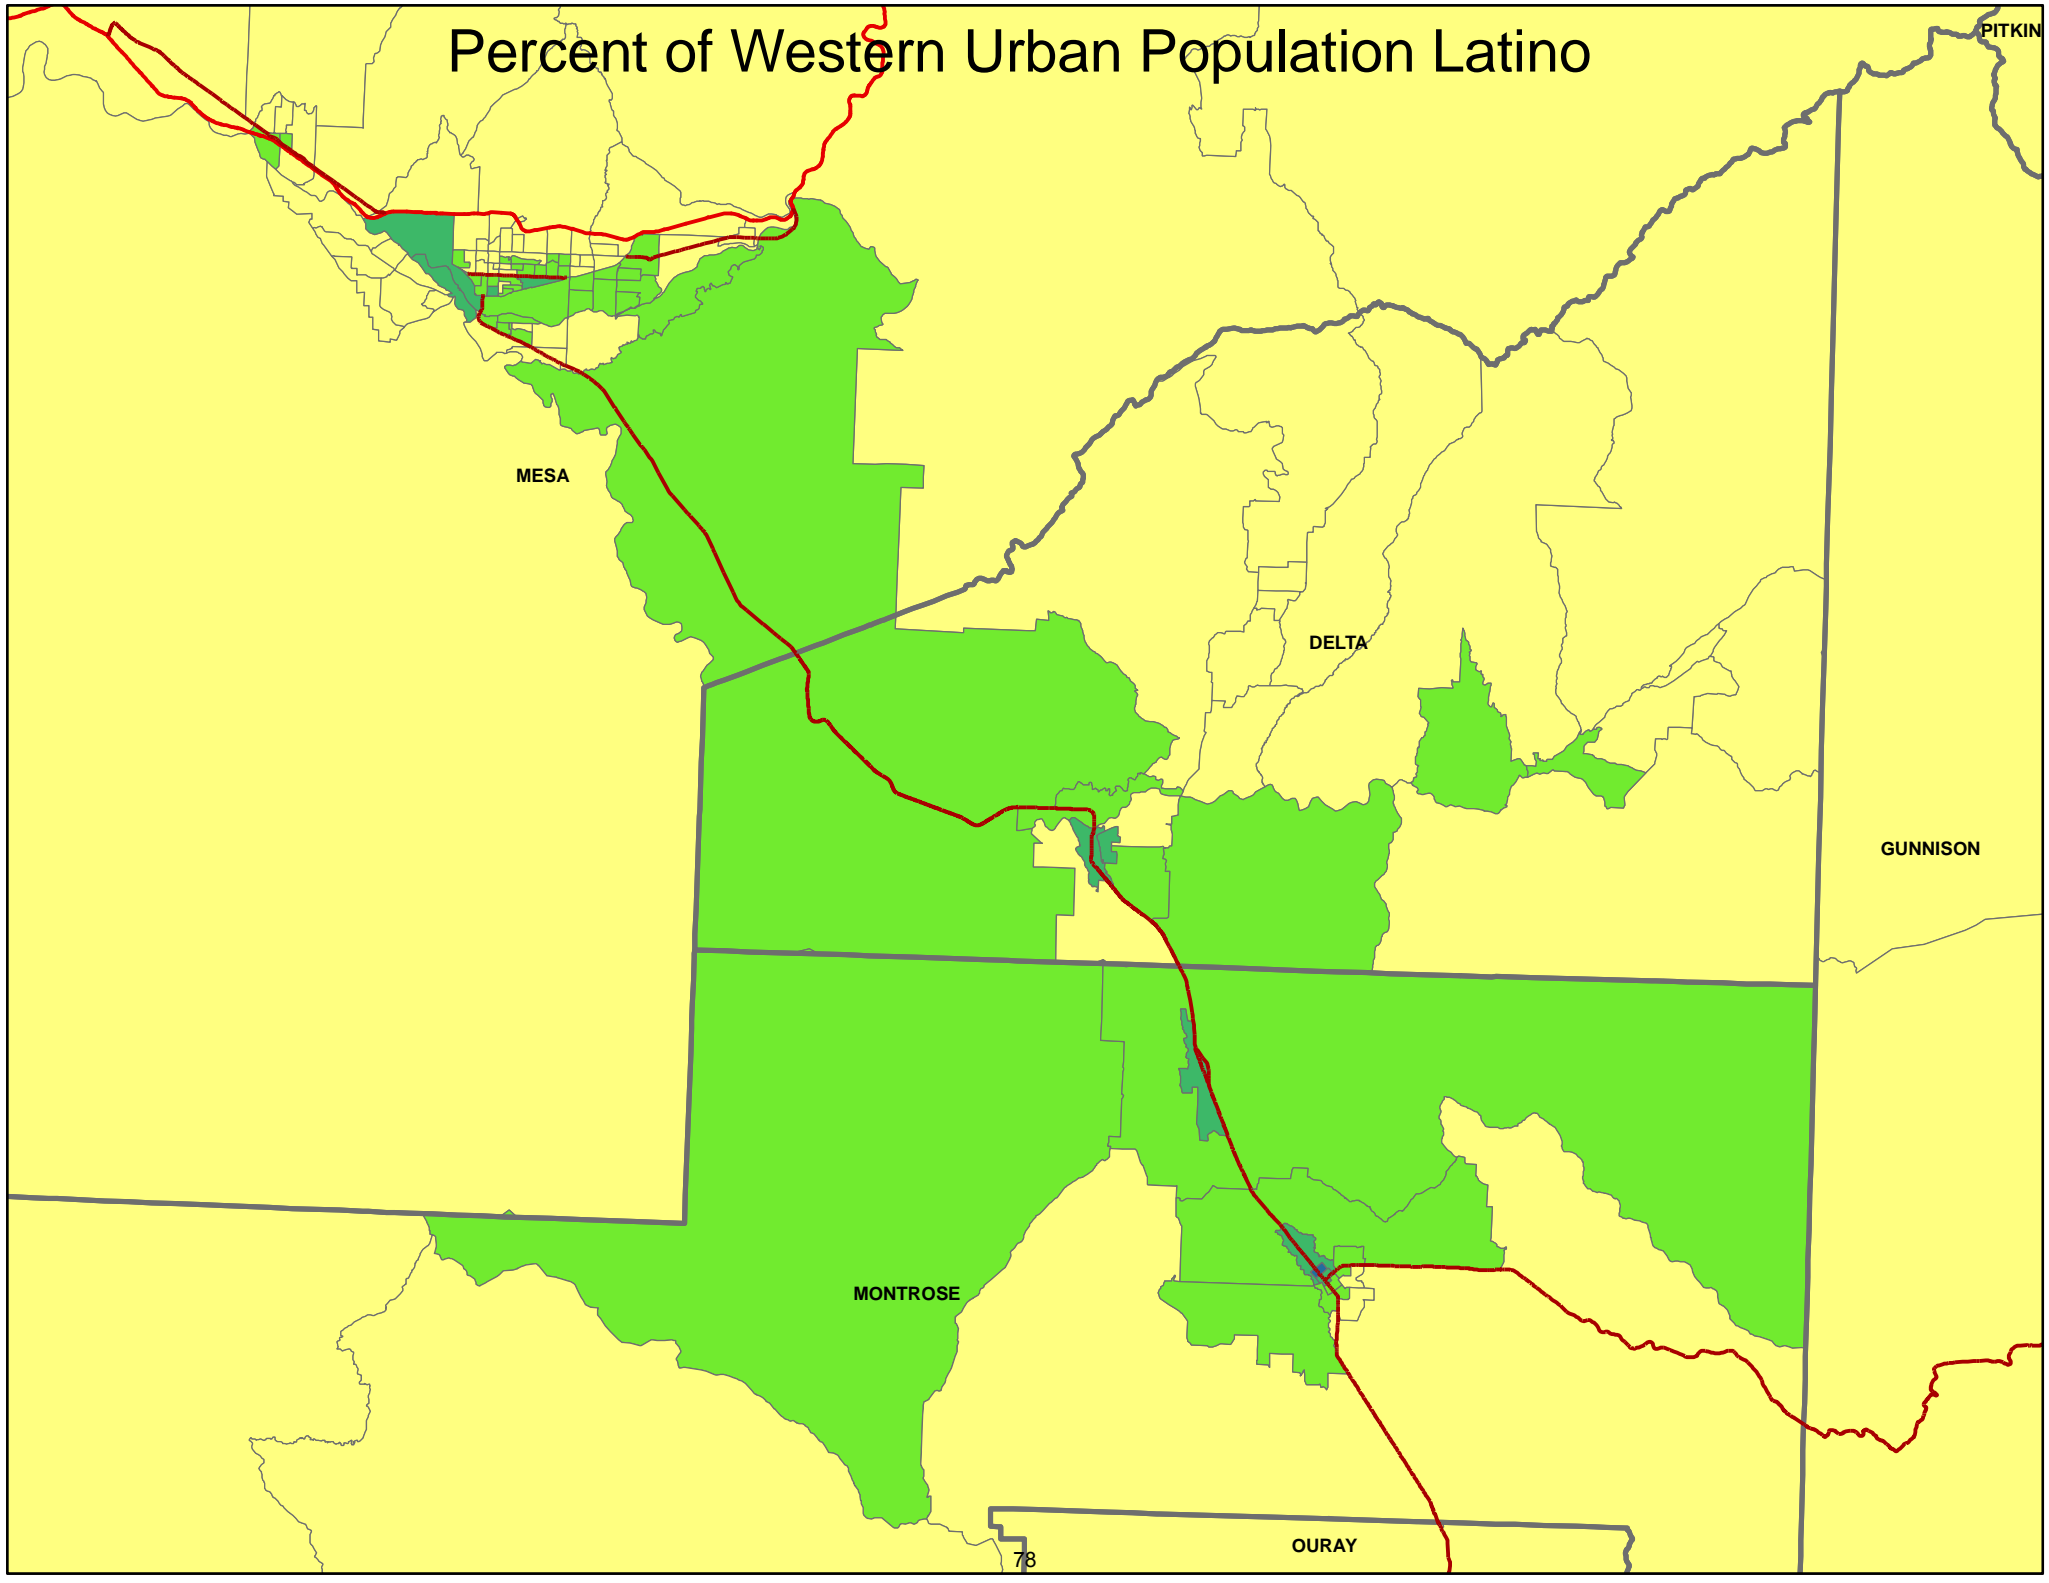 Percent of Western Urban Population Latino
PITKIN
MESA
DELTA
GUNNISON
MONTROSE
OURAY
78